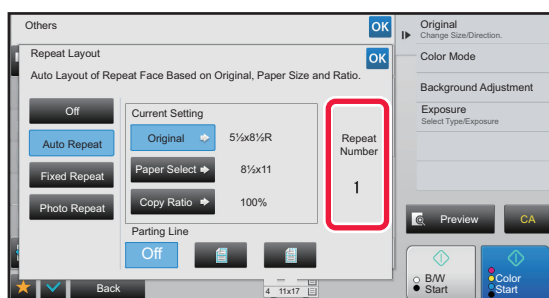 Others
OK
Repeat Layout
OK
Auto Layout of Repeat Face Based on Original, Paper Size and Ratio.
Off
Auto Repeat
Fixed Repeat
Photo Repeat
Current Setting
Original
5½x8½R
Paper Select
8½x11
Copy Ratio
100%
Repeat
Number
1
Parting Line
Off
Back
4 11x17
Original
Change Size/Direction.
Color Mode
Background Adjustment
Exposure
Select Type/Exposure
Preview
CA
B/W
Start
Color
Start